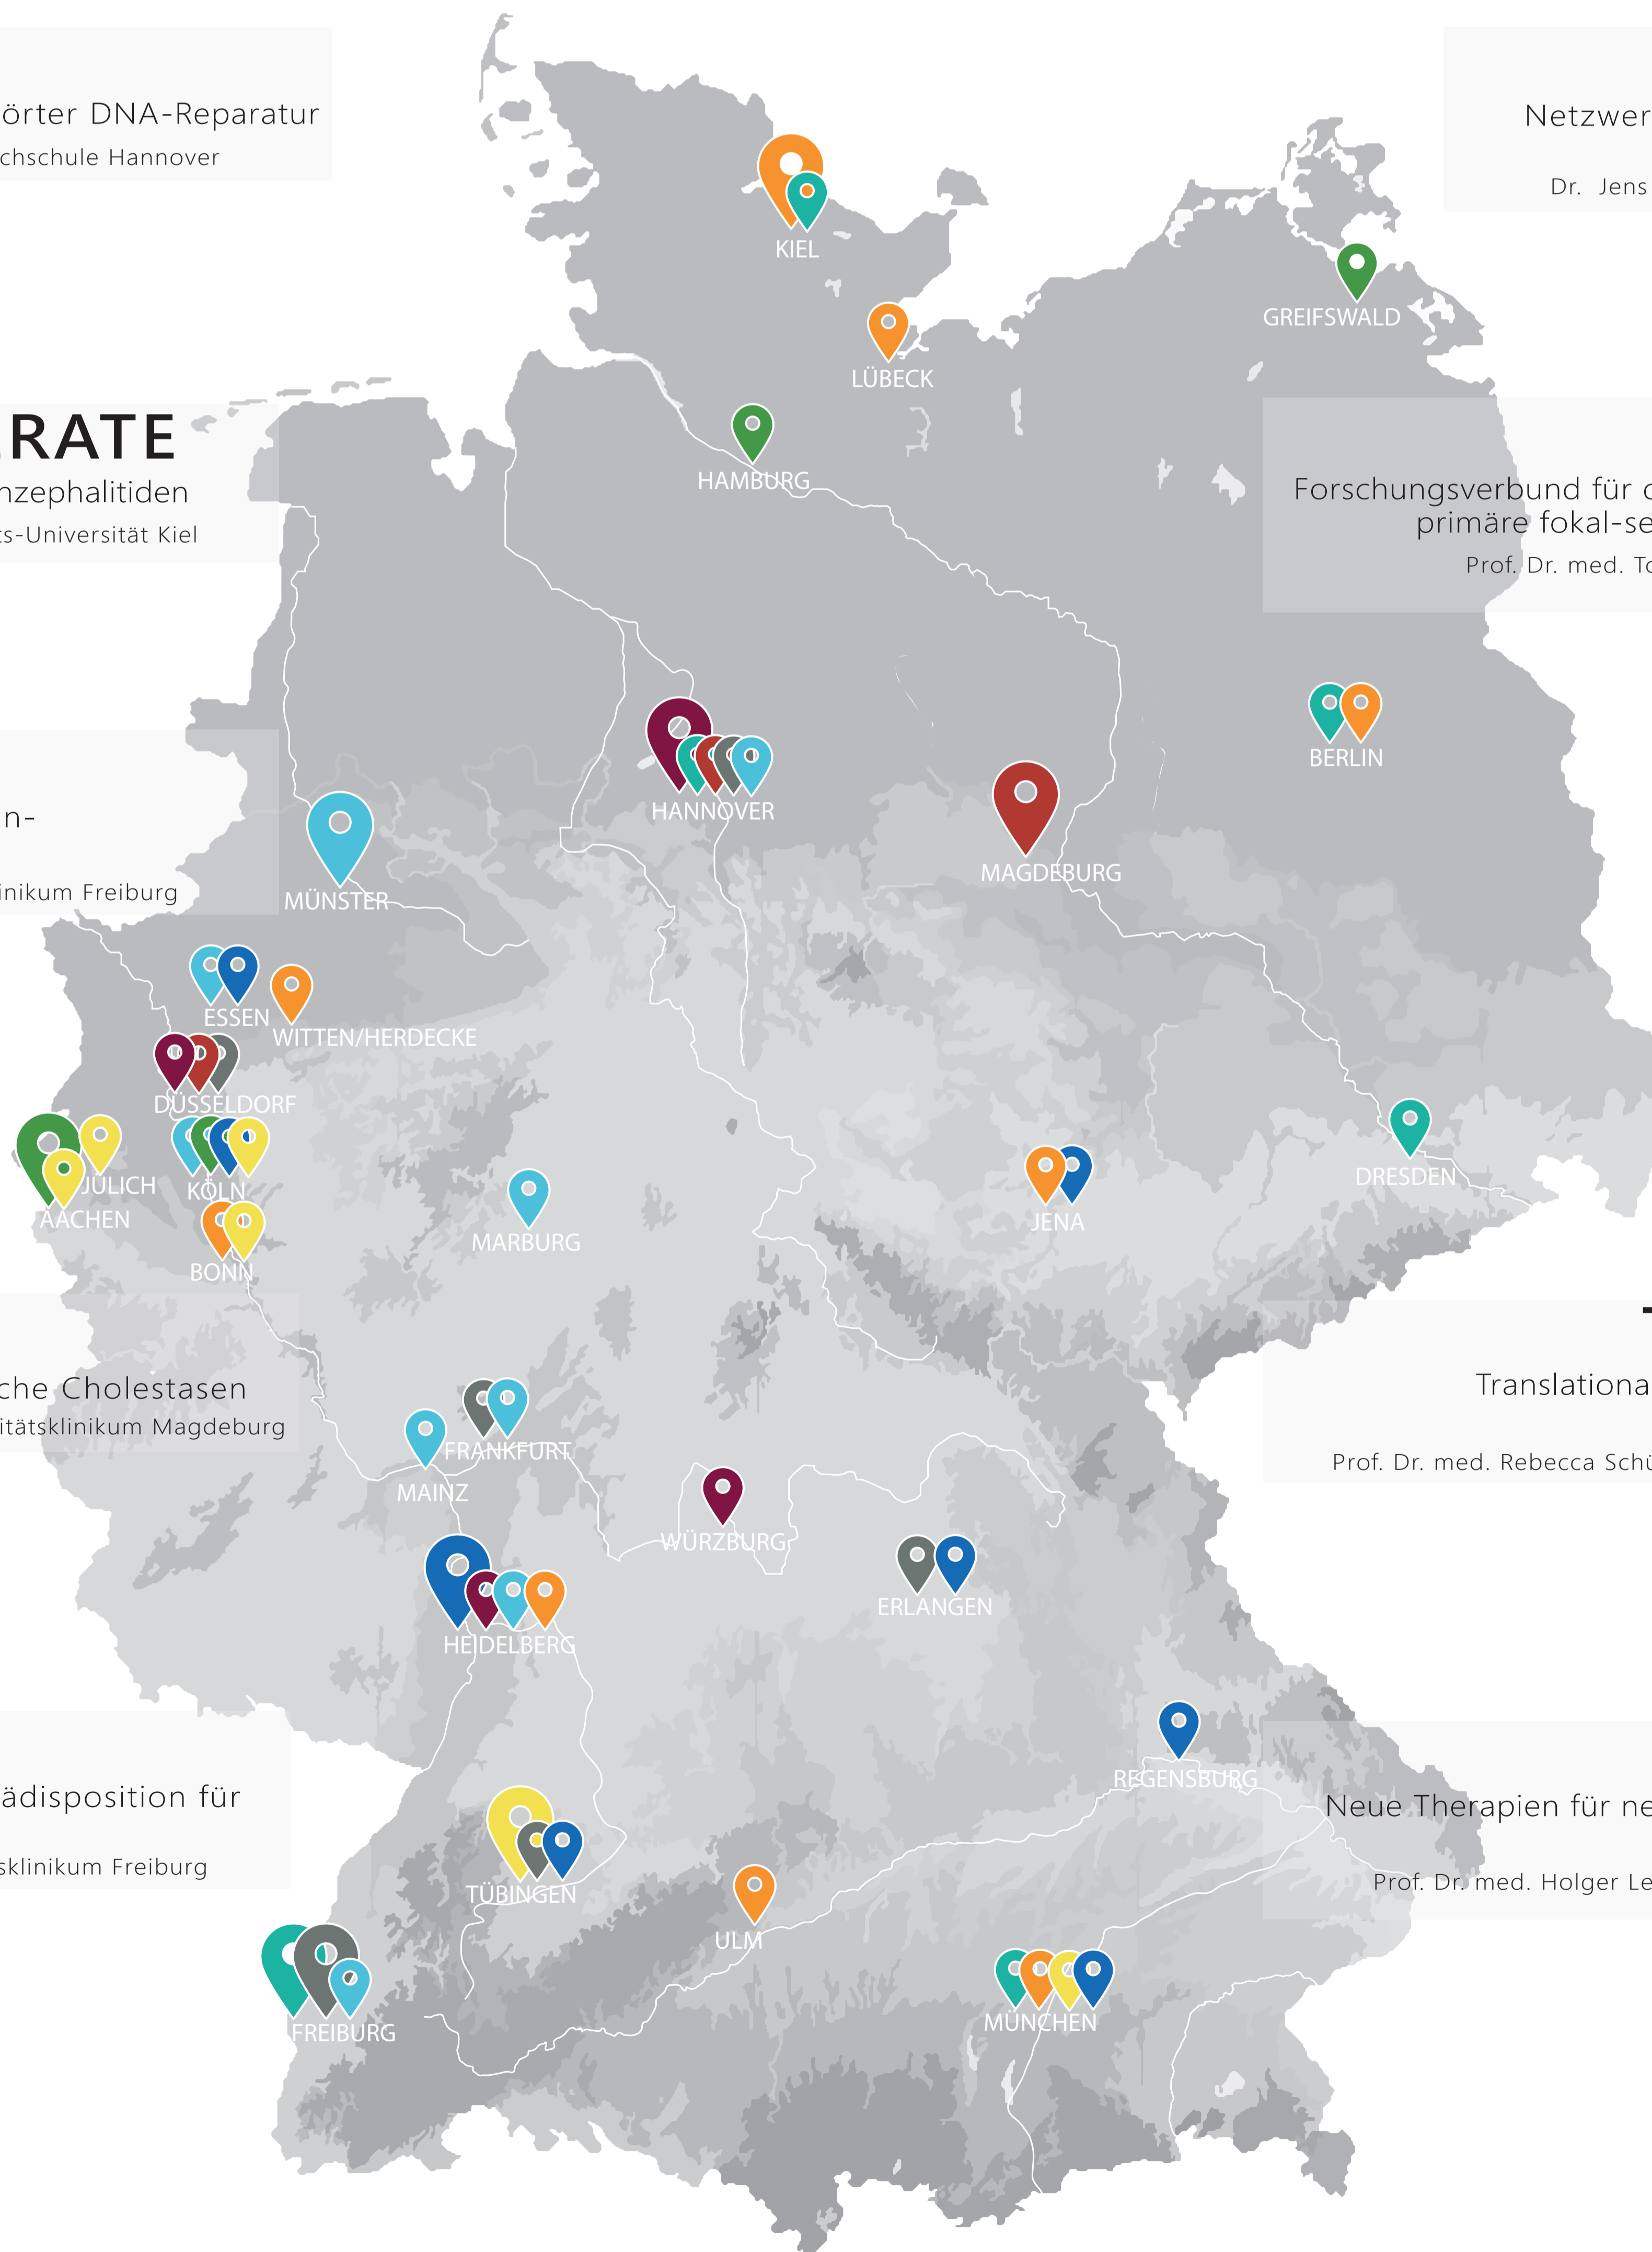 örter DNA-Reparatur
chschule Hannover
Netzwer
Dr. Jens
KIEL
GREIFSWALD
LÜBECK
RATE
nzephalitiden
ts-Universität Kiel
HAMBURG
Forschungsverbund für
primäre fokal-se
Prof. Dr. med. To
BERLIN
HANNOVER
n-
inikum Freiburg
MAGDEBURG
MÜNSTER
ESSEN
WITTEN/HERDECKE
DÜSSELDORF
JÜLICH
KÖLN
AACHEN
DRESDEN
JENA
MARBURG
BONN
che Cholestasen
itätsklinikum Magdeburg
Translationa
Prof. Dr. med. Rebecca Schü
FRANKFURT
MAINZ
WÜRZBURG
ERLANGEN
HEIDELBERG
REGENSBURG
ädisposition für
sklinikum Freiburg
Neue Therapien für ne
Prof. Dr. med. Holger Le
TÜBINGEN
ULM
MÜNCHEN
FREIBURG